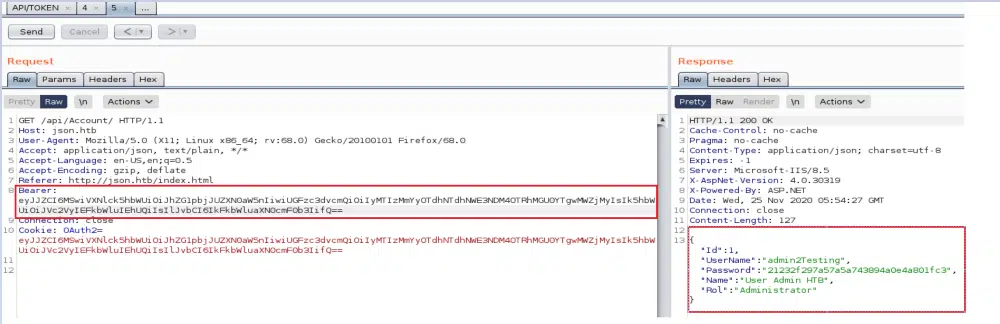 API/TOKEN × 4 × 5 × ...
Send Cancel < | ▾ > | ▾
Request
Raw Params Headers Hex
Pretty Raw \n Actions
1 GET /api/Account/ HTTP/1.1
2 Host: json.htb
3 User-Agent: Mozilla/5.0 (X11; Linux x86_64; rv:68.0) Gecko/20100101 Firefox/68.0
4 Accept: application/json, text/plain, */*
5 Accept-Language: en-US,en;q=0.5
6 Accept-Encoding: gzip, deflate
7 Referer: http://json.htb/index.html
8 Bearer:
eyJJZCI6MSwiVXNlck5hbWUiOiJhZG1pbjJUZXN0aW5nIiwiUGFzc3dvcmQiOiIyMTIzMmYyOTdhNTdhNWE3NDM4OTRhMGU0YTgwMWZjMyIsIk5hbW
UiOiJVc2VyIEFkbWluIEhUQiIsIlJvbCI6IkFkbWluaXN0cmF0b3IifQ==
9 Connection: close
10 Cookie: OAuth2=
eyJJZCI6MSwiVXNlck5hbWUiOiJhZG1pbjJUZXN0aW5nIiwiUGFzc3dvcmQiOiIyMTIzMmYyOTdhNTdhNWE3NDM4OTRhMGU0YTgwMWZjMyIsIk5hbW
UiOiJVc2VyIEFkbWluIEhUQiIsIlJvbCI6IkFkbWluaXN0cmF0b3IifQ==
11
12
Response
Raw Headers Hex
Pretty Raw Render \n Actions
1 HTTP/1.1 200 OK
2 Cache-Control: no-cache
3 Pragma: no-cache
4 Content-Type: application/json; charset=utf-8
5 Expires: -1
6 Server: Microsoft-IIS/8.5
7 X-AspNet-Version: 4.0.30319
8 X-Powered-By: ASP.NET
9 Date: Wed, 25 Nov 2020 05:54:27 GMT
10 Connection: close
11 Content-Length: 127
12
13 {
"Id":1,
"UserName":"admin2Testing",
"Password":"21232f297a57a5a743894a0e4a801fc3",
"Name":"User Admin HTB",
"Rol":"Administrator"
}